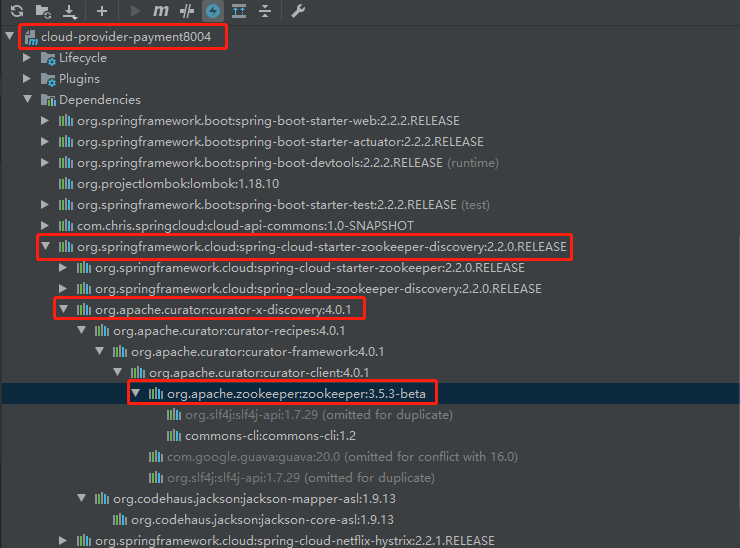 cloud-provider-payment8004
Lifecycle
Plugins
Dependencies
org.springframework.boot:spring-boot-starter-web:2.2.2.RELEASE
org.springframework.boot:spring-boot-starter-actuator:2.2.2.RELEASE
org.springframework.boot:spring-boot-devtools:2.2.2.RELEASE (runtime)
org.projectlombok:lombok:1.18.10
org.springframework.boot:spring-boot-starter-test:2.2.2.RELEASE (test)
com.chris.springcloud:cloud-api-commons:1.0-SNAPSHOT
org.springframework.cloud:spring-cloud-starter-zookeeper-discovery:2.2.0.RELEASE
org.springframework.cloud:spring-cloud-starter-zookeeper:2.2.0.RELEASE
org.springframework.cloud:spring-cloud-zookeeper-discovery:2.2.0.RELEASE
org.apache.curator:curator-x-discovery:4.0.1
org.apache.curator:curator-recipes:4.0.1
org.apache.curator:curator-framework:4.0.1
org.apache.curator:curator-client:4.0.1
org.apache.zookeeper:zookeeper:3.5.3-beta
org.slf4j:slf4j-api:1.7.29 (omitted for duplicate)
commons-cli:commons-cli:1.2
com.google.guava:guava:20.0 (omitted for conflict with 16.0)
org.slf4j:slf4j-api:1.7.29 (omitted for duplicate)
org.codehaus.jackson:jackson-mapper-asl:1.9.13
org.codehaus.jackson:jackson-core-asl:1.9.13
org.springframework.cloud:spring-cloud-netflix-hystrix:2.2.1.RELEASE